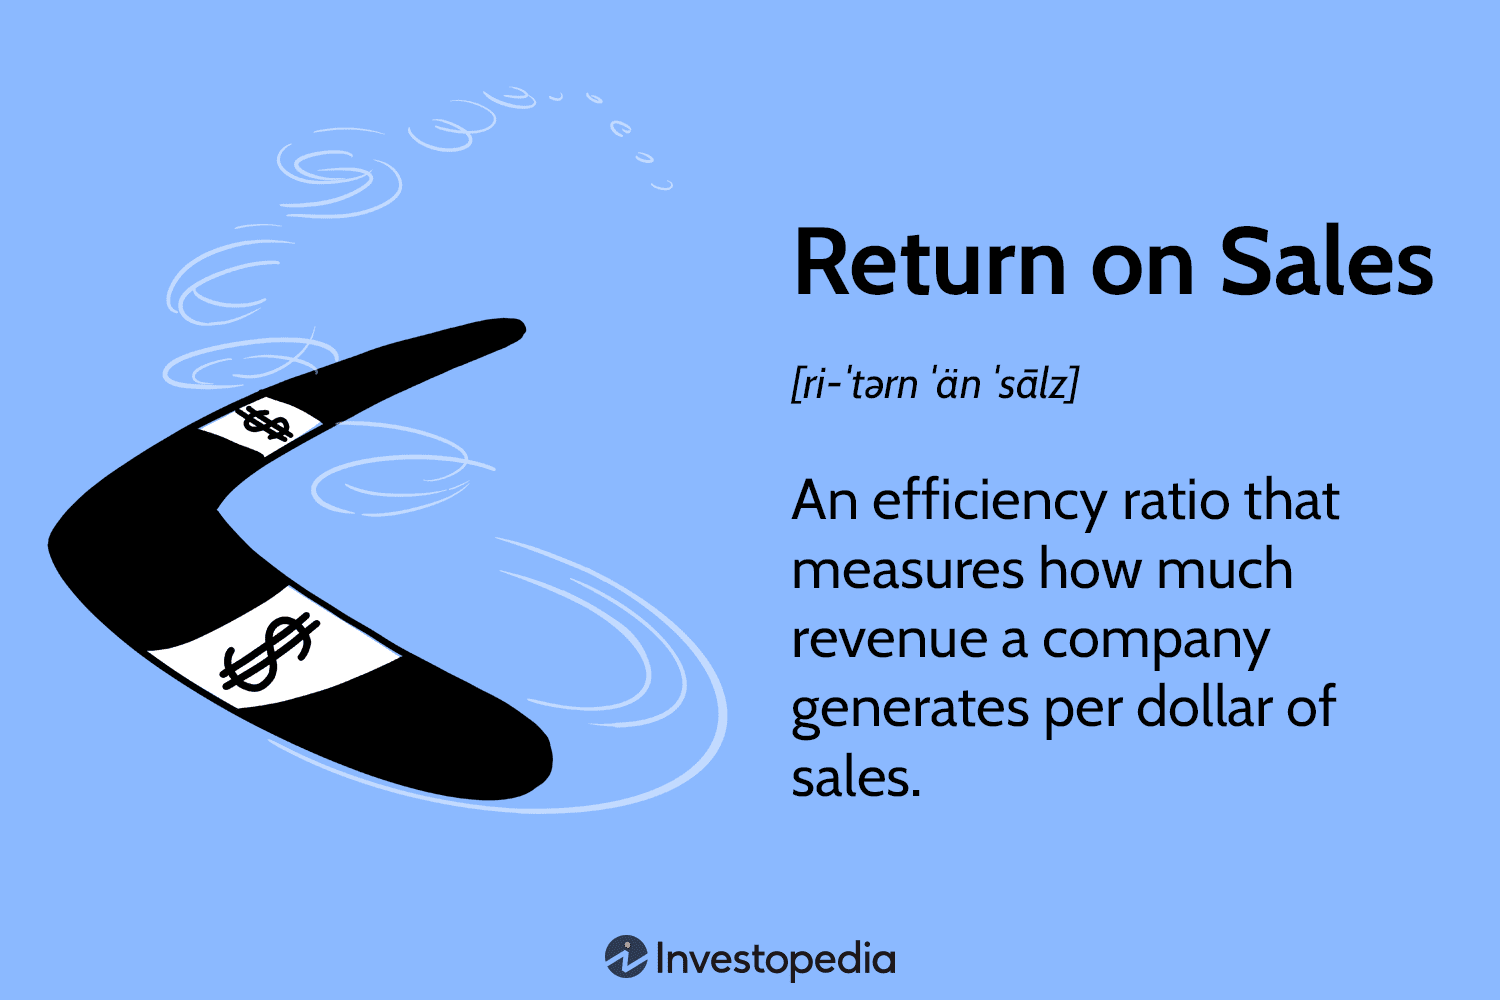 Return on Sales
[ri-ˈtərn ˈän ˈsālz]
An efficiency ratio that
measures how much
revenue a company
generates per dollar of
sales.
$
$
Investopedia